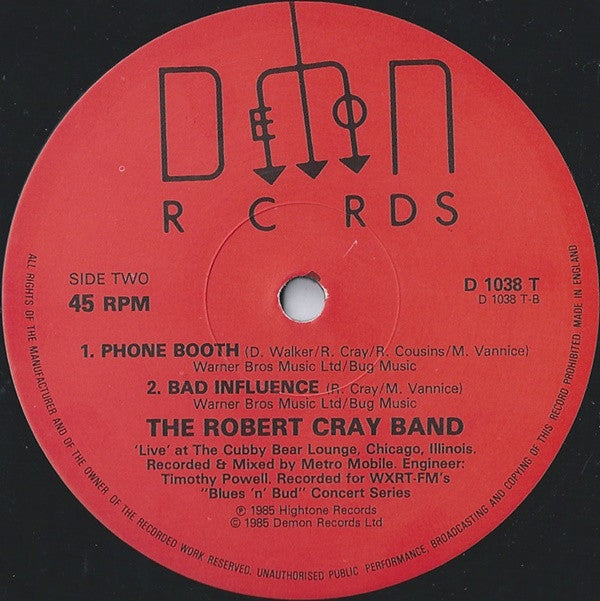 DEMON
RECORDS
SIDE TWO
45 RPM
D 1038 T
D 1038 T-B
1. PHONE BOOTH (D. Walker/R. Cray/R. Cousins/M. Vannice)
Warner Bros Music Ltd/Bug Music
2. BAD INFLUENCE (R. Cray/M. Vannice)
Warner Bros Music Ltd/Bug Music
THE ROBERT CRAY BAND
'Live' at The Cubby Bear Lounge, Chicago, Illinois.
Recorded & Mixed by Metro Mobile. Engineer:
Timothy Powell. Recorded for WXRT-FM's
"Blues 'n' Bud" Concert Series
℗ 1985 Hightone Records
© 1985 Demon Records Ltd
ALL RIGHTS OF THE MANUFACTURER AND OF THE OWNER OF THE RECORDED WORK RESERVED. UNAUTHORISED PUBLIC PERFORMANCE, BROADCASTING AND COPYING OF THIS RECORD PROHIBITED. MADE IN ENGLAND